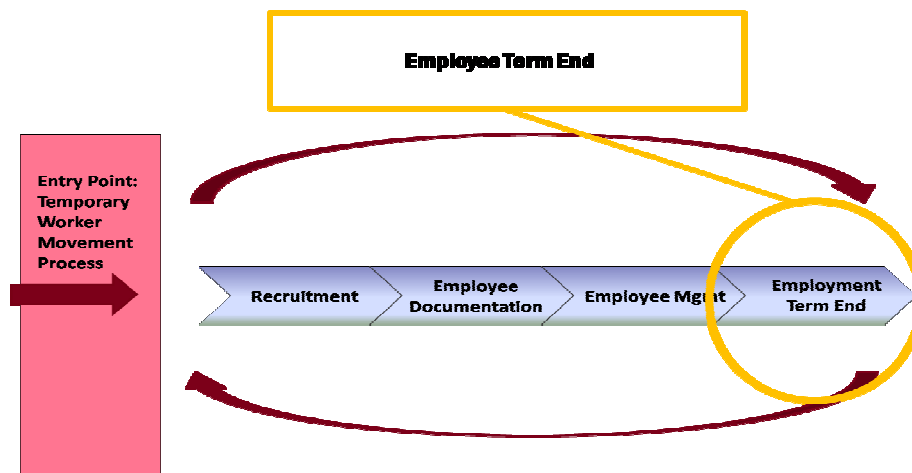 Employee Term End
Entry Point:
Temporary
Worker
Movement
Process
Recruitment
Employee
Documentation
Employee Mgmt
Employment
Term End